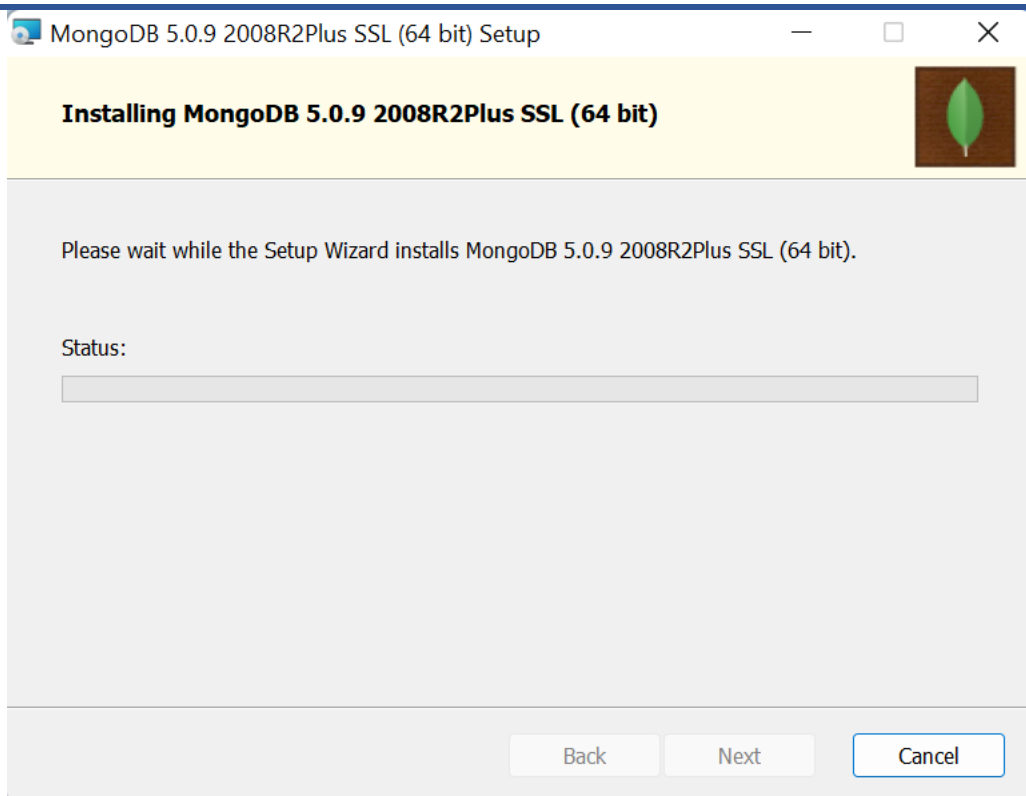 MongoDB 5.0.9 2008R2Plus SSL (64 bit) Setup
Installing MongoDB 5.0.9 2008R2Plus SSL (64 bit)
Please wait while the Setup Wizard installs MongoDB 5.0.9 2008R2Plus SSL (64 bit).
Status:
Back Next Cancel